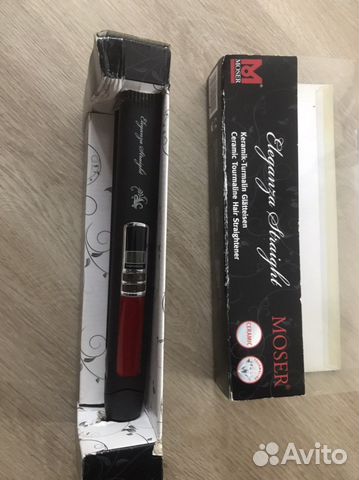 Eleganza Straight
MOSER
Eleganza Straight
Keramik-Turmalin Glätteisen
Ceramic Tourmaline Hair Straightener
MOSER
CERAMIC
Avito